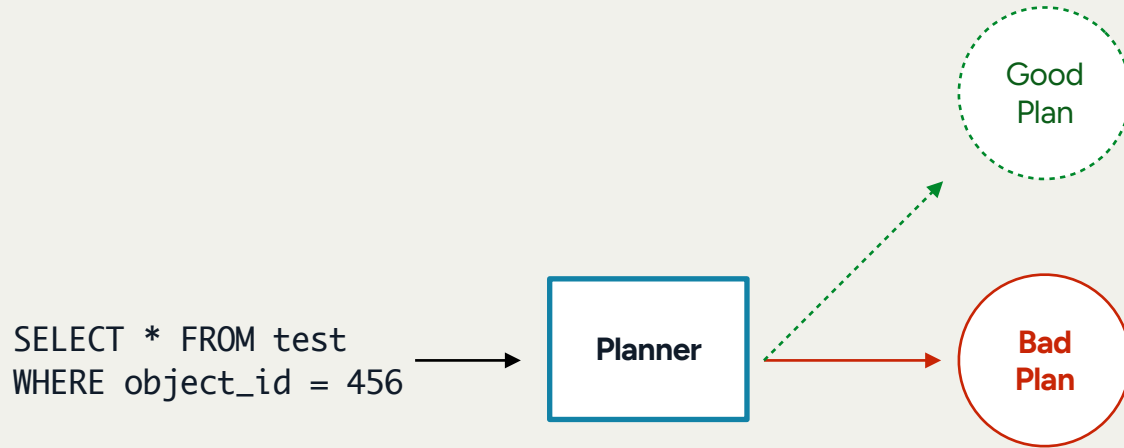 Good
Plan
SELECT * FROM test
WHERE object_id = 456
Planner
Bad
Plan